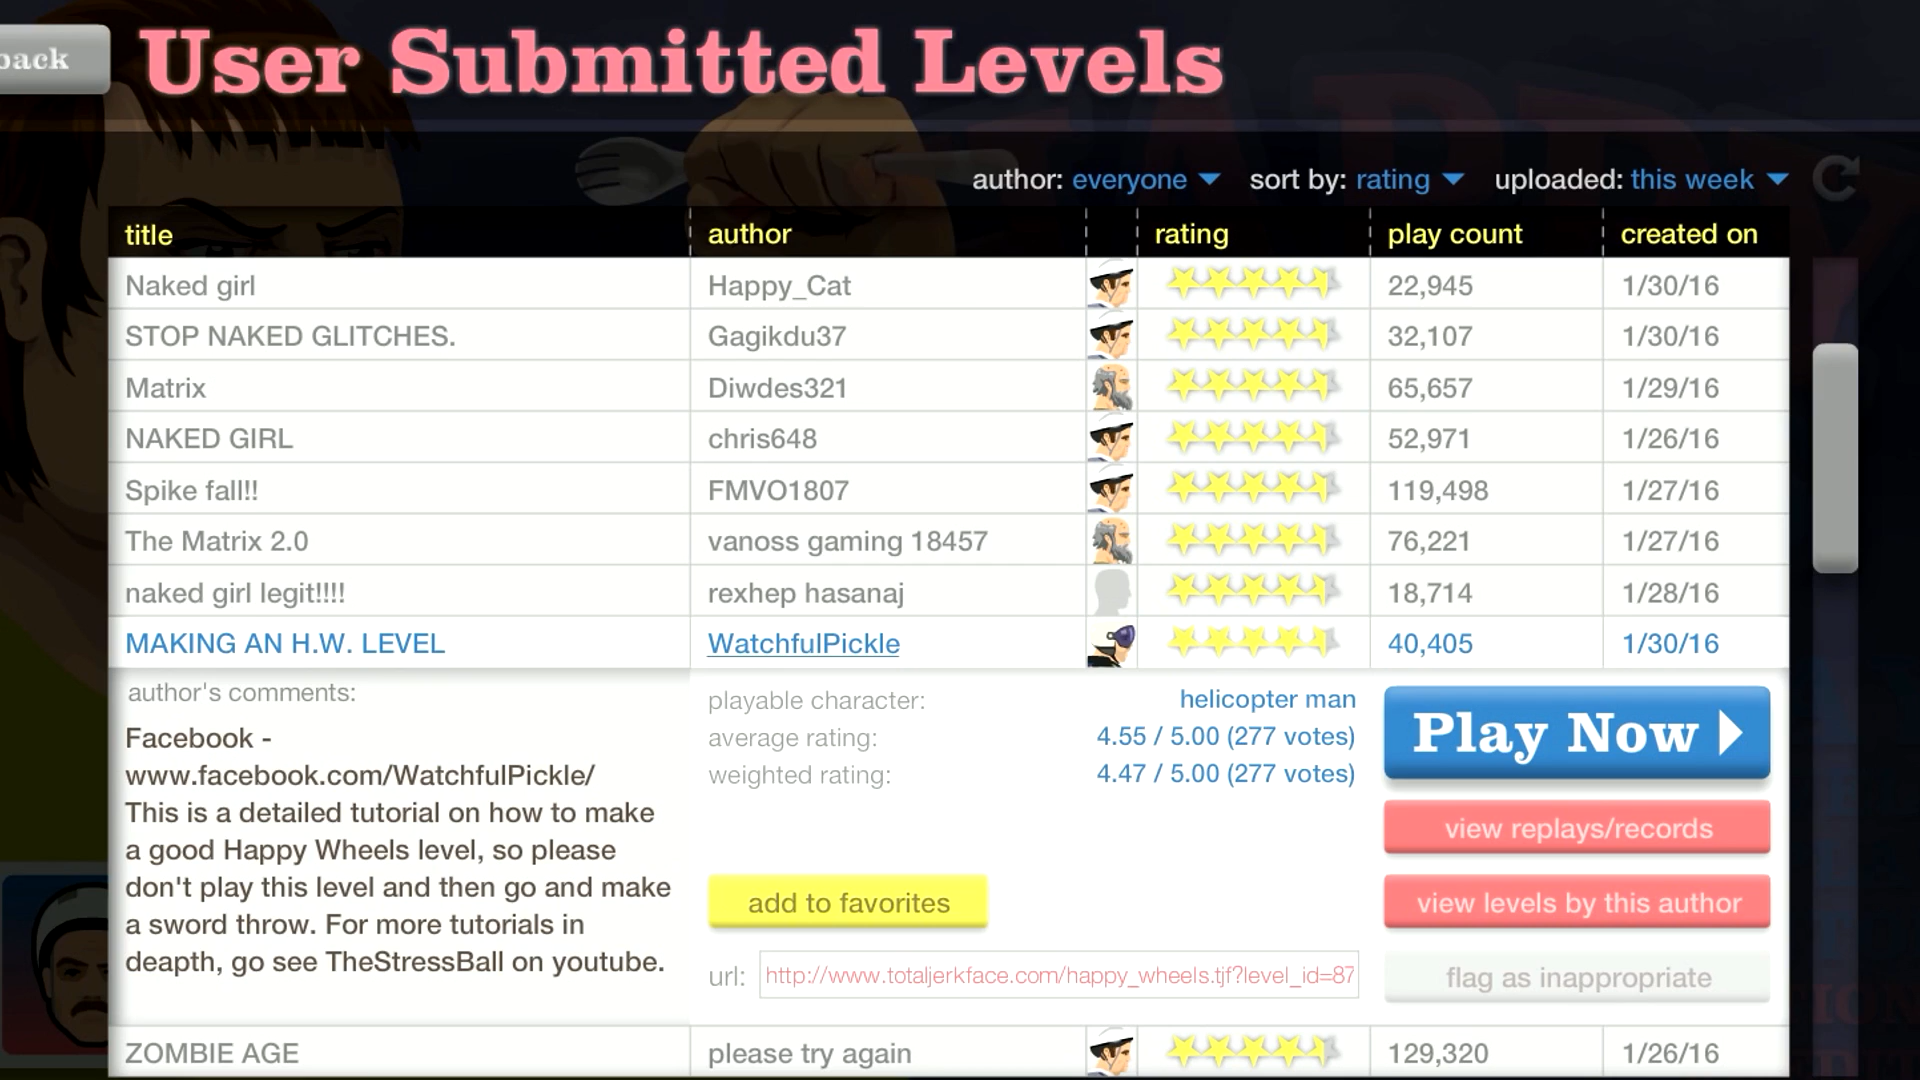 back
User Submitted Levels
author: everyone sort by: rating uploaded: this week
title author rating play count created on
Naked girl Happy_Cat 22,945 1/30/16
STOP NAKED GLITCHES. Gagikdu37 32,107 1/30/16
Matrix Diwdes321 65,657 1/29/16
NAKED GIRL chris648 52,971 1/26/16
Spike fall!! FMVO1807 119,498 1/27/16
The Matrix 2.0 vanoss gaming 18457 76,221 1/27/16
naked girl legit!!!! rexhep hasanaj 18,714 1/28/16
MAKING AN H.W. LEVEL WatchfulPickle 40,405 1/30/16
author's comments:
Facebook -
www.facebook.com/WatchfulPickle/
This is a detailed tutorial on how to make
a good Happy Wheels level, so please
don't play this level and then go and make
a sword throw. For more tutorials in
deapth, go see TheStressBall on youtube.
playable character: helicopter man
average rating: 4.55 / 5.00 (277 votes)
weighted rating: 4.47 / 5.00 (277 votes)
add to favorites
url: http://www.totaljerkface.com/happy_wheels.tjf?level_id=87
Play Now
view replays/records
view levels by this author
flag as inappropriate
ZOMBIE AGE please try again 129,320 1/26/16